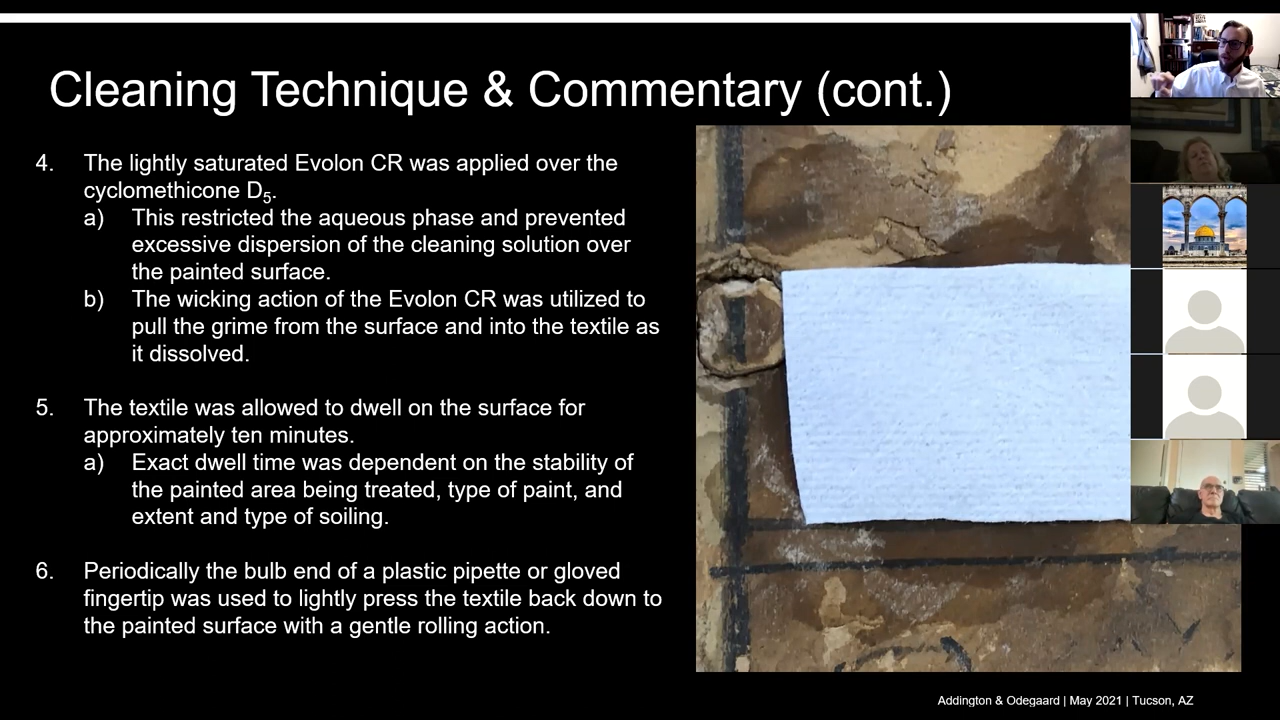 Cleaning Technique & Commentary (cont.)
4. The lightly saturated Evolon CR was applied over the
cyclomethicone D₅.
a) This restricted the aqueous phase and prevented
excessive dispersion of the cleaning solution over
the painted surface.
b) The wicking action of the Evolon CR was utilized to
pull the grime from the surface and into the textile as
it dissolved.
5. The textile was allowed to dwell on the surface for
approximately ten minutes.
a) Exact dwell time was dependent on the stability of
the painted area being treated, type of paint, and
extent and type of soiling.
6. Periodically the bulb end of a plastic pipette or gloved
fingertip was used to lightly press the textile back down to
the painted surface with a gentle rolling action.
Addington & Odegaard | May 2021 | Tucson, AZ